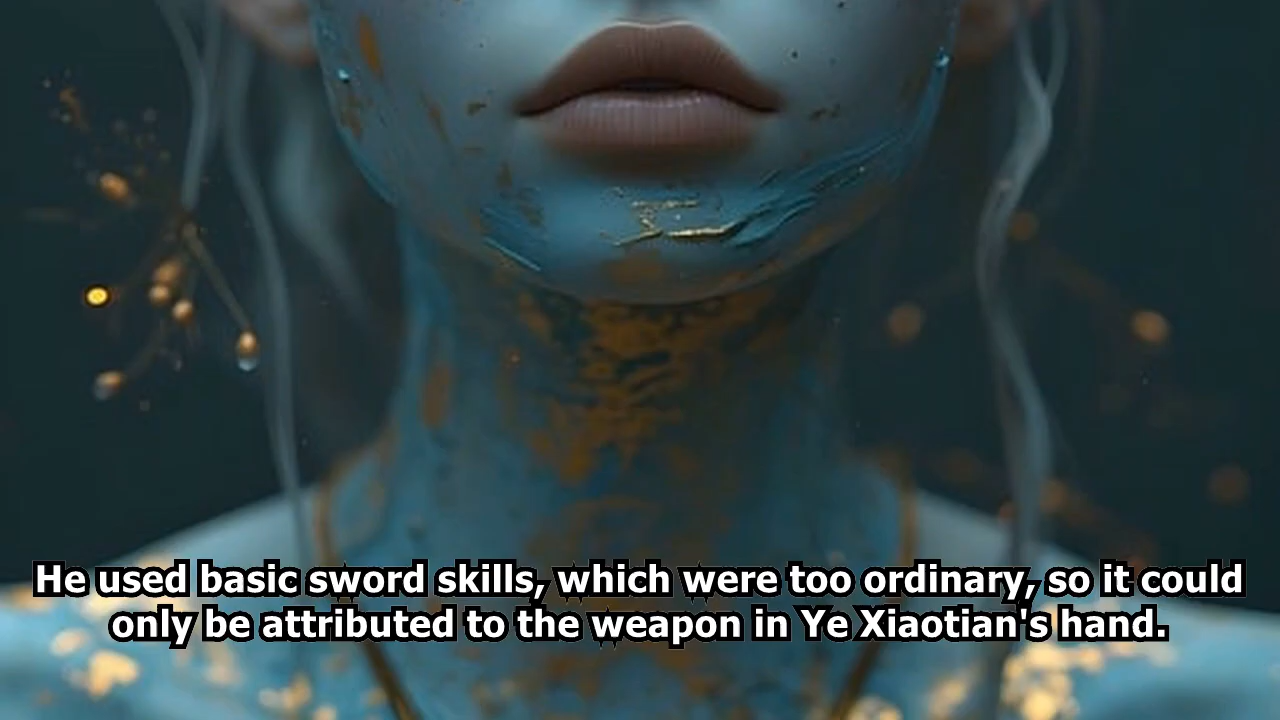 He used basic sword skills, which were too ordinary, so it could
only be attributed to the weapon in Ye Xiaotian's hand.